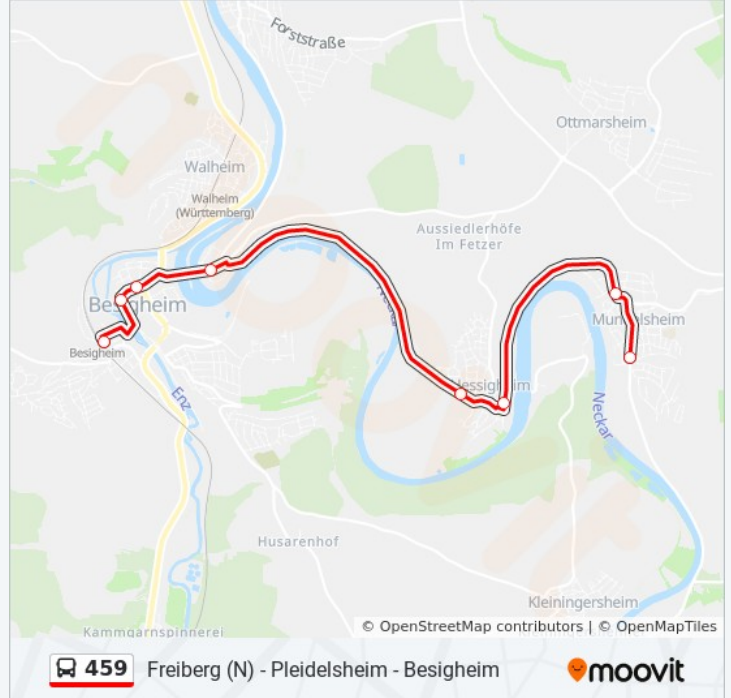 Forststraße
Ottmarsheim
Walheim
Walheim
(Württemberg)
Aussiedlerhöfe
Im Fetzer
Besigheim
Besigheim
Enz
Neckar
Husarenhof
Kleiningersheim
Kammgarnspinnerei
© OpenStreetMap contributors | © OpenMapTiles
459 Freiberg (N) - Pleidelsheim - Besigheim
moovit